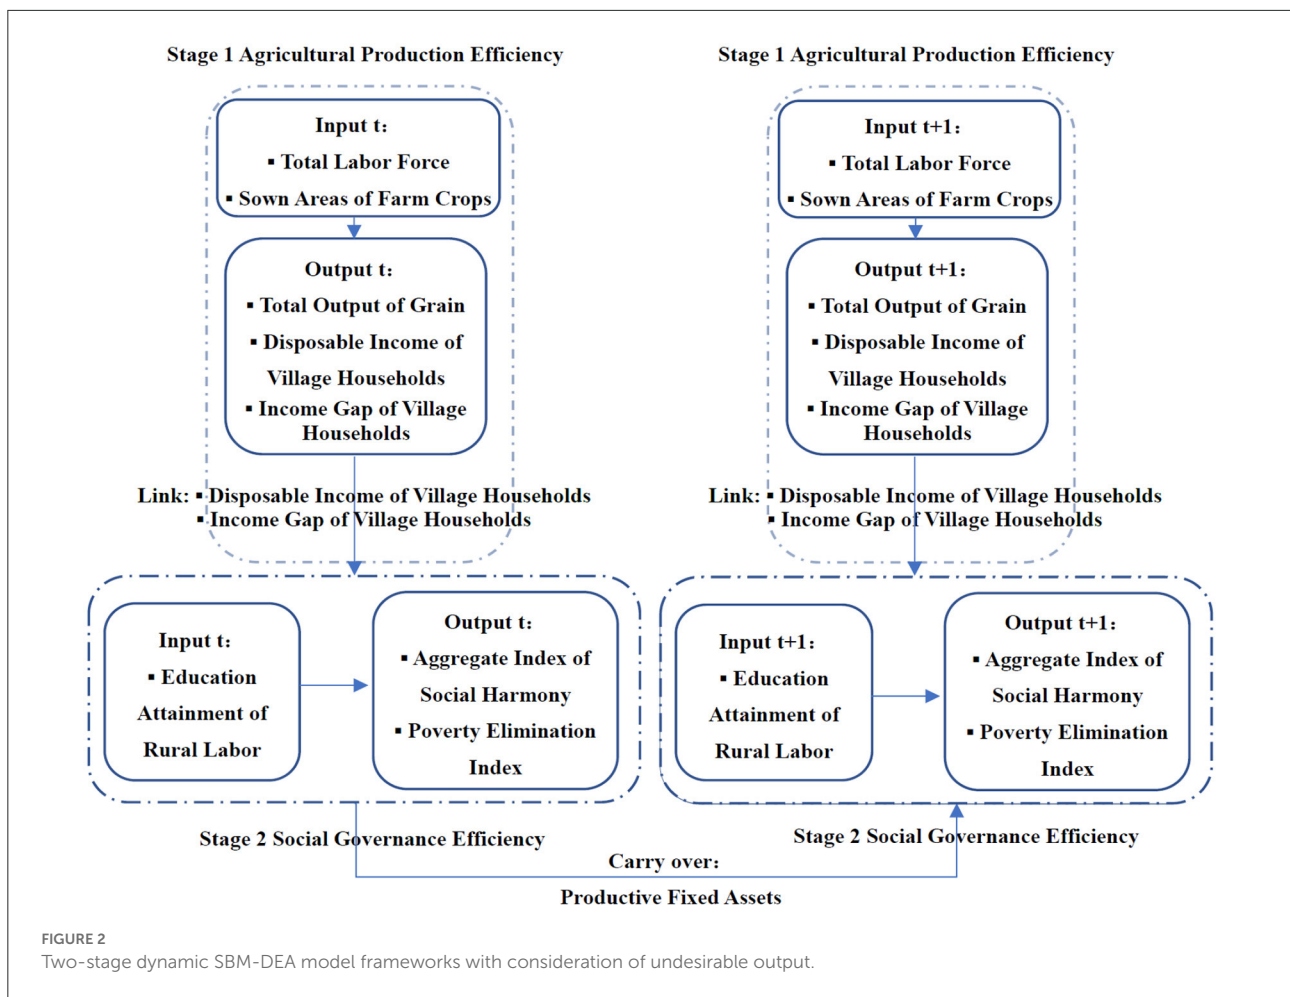 Stage 1 Agricultural Production Efficiency
Input t:
▪ Total Labor Force
▪ Sown Areas of Farm Crops
Output t:
▪ Total Output of Grain
▪ Disposable Income of
Village Households
▪ Income Gap of Village
Households
Link: ▪ Disposable Income of Village Households
▪ Income Gap of Village Households
Input t:
▪ Education
Attainment of
Rural Labor
Output t:
▪ Aggregate Index of
Social Harmony
▪ Poverty Elimination
Index
Stage 2 Social Governance Efficiency
Stage 1 Agricultural Production Efficiency
Input t+1:
▪ Total Labor Force
▪ Sown Areas of Farm Crops
Output t+1:
▪ Total Output of Grain
▪ Disposable Income of
Village Households
▪ Income Gap of Village
Households
Link: ▪ Disposable Income of Village Households
▪ Income Gap of Village Households
Input t+1:
▪ Education
Attainment of
Rural Labor
Output t+1:
▪ Aggregate Index of
Social Harmony
▪ Poverty Elimination
Index
Stage 2 Social Governance Efficiency
Carry over:
Productive Fixed Assets
FIGURE 2
Two-stage dynamic SBM-DEA model frameworks with consideration of undesirable output.